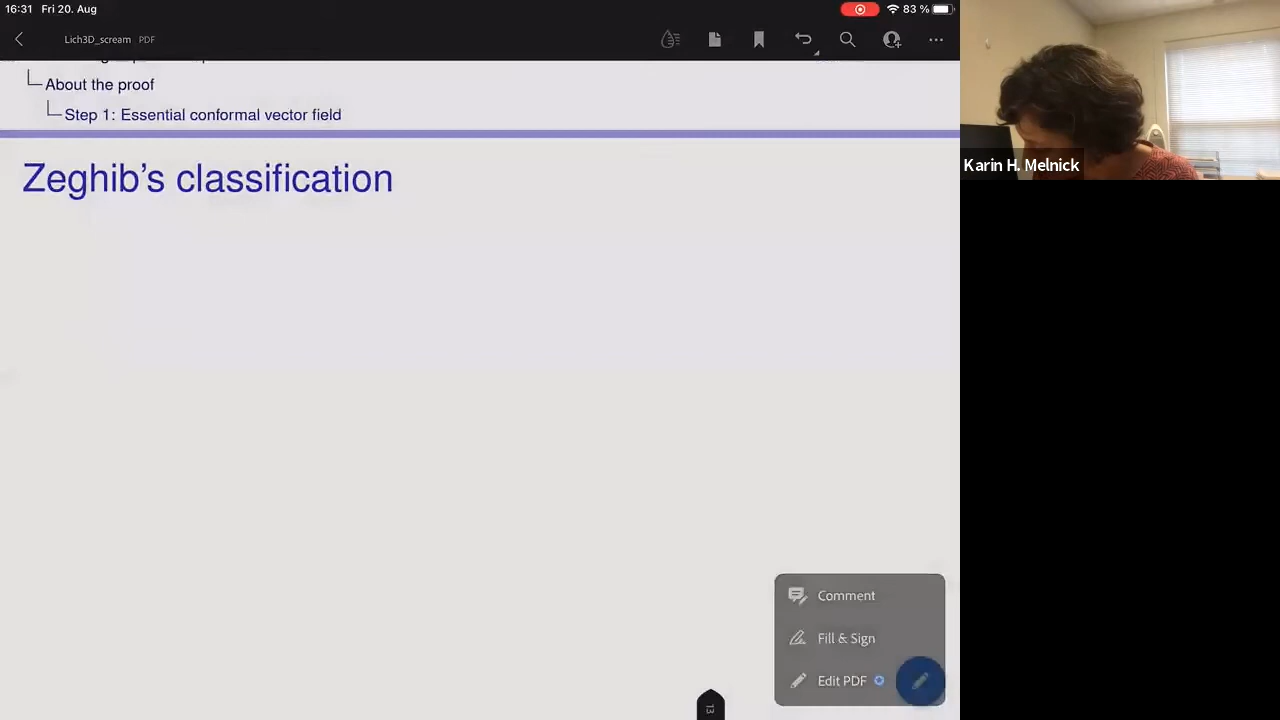 16:31 Fri 20. Aug
83 %
Lich3D_scream PDF
About the proof
Step 1: Essential conformal vector field
Zeghib's classification
Karin H. Melnick
Comment
Fill & Sign
Edit PDF
13